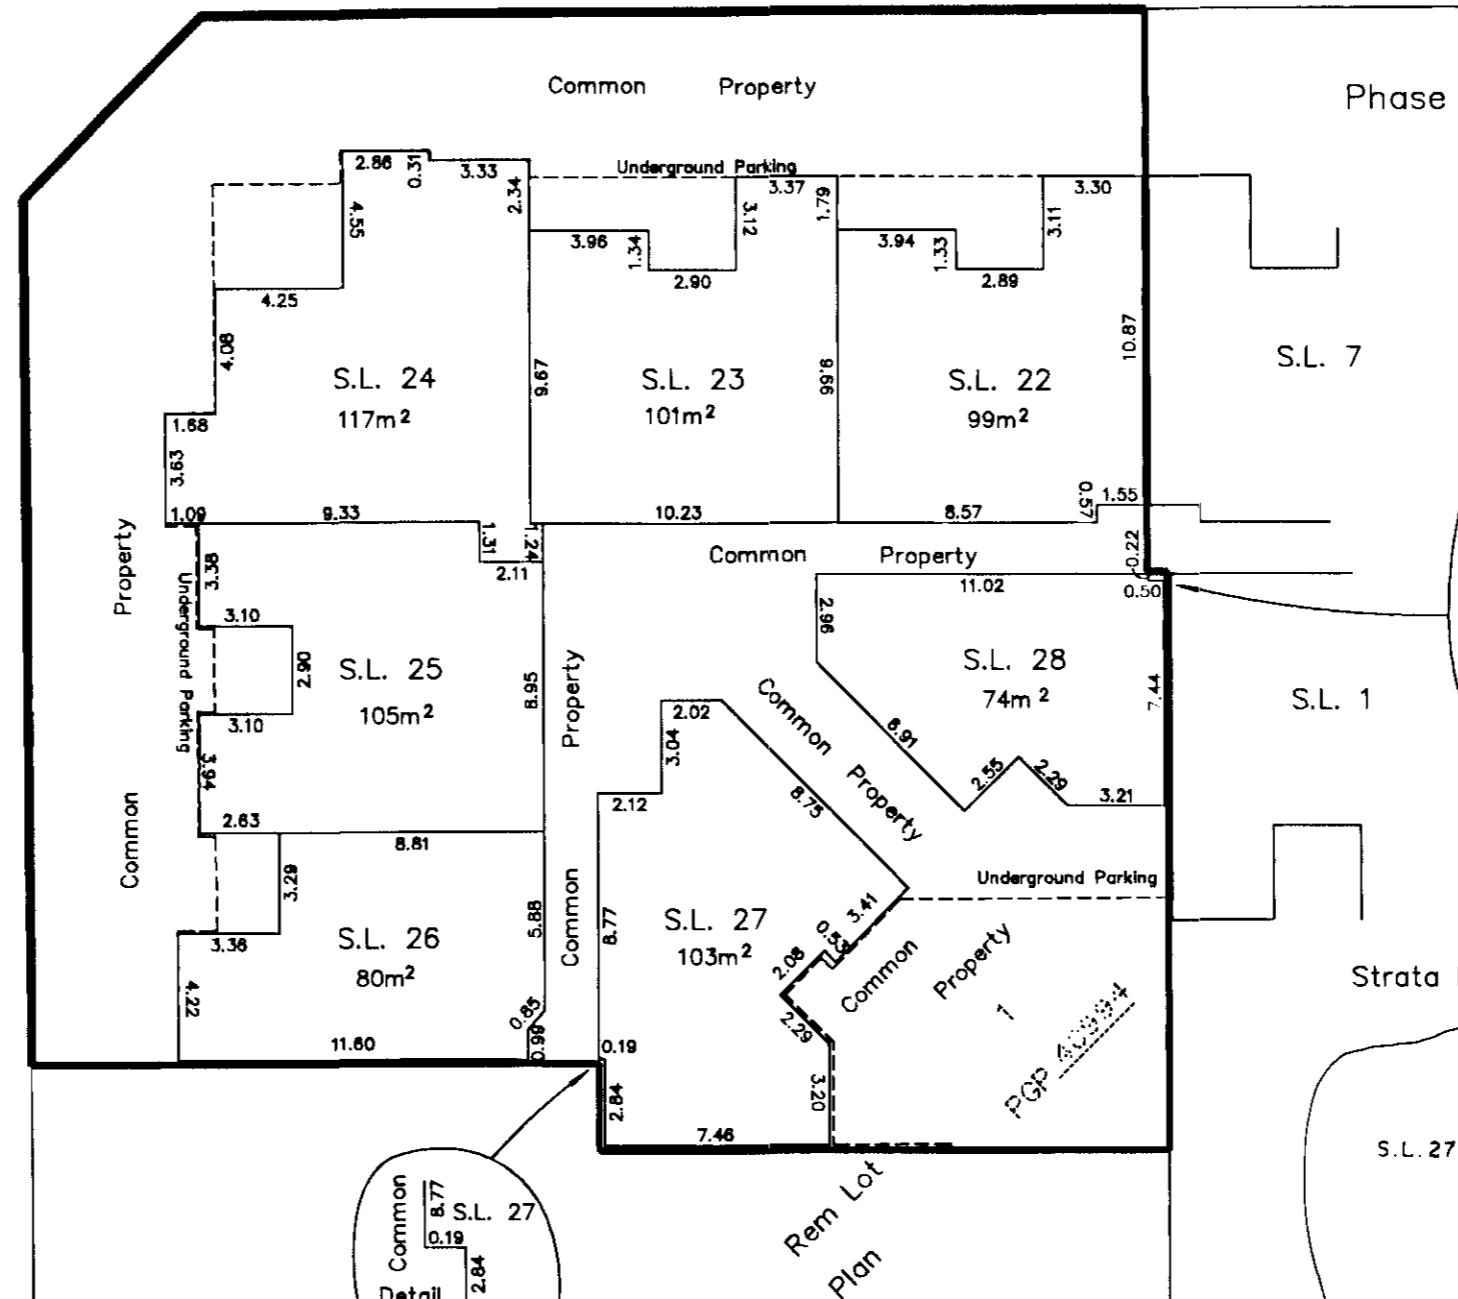 Common Property
Phase
Underground Parking
2.86
0.31
3.33
2.34
4.55
3.37
1.79
3.12
3.30
3.11
3.96
1.34
2.90
3.94
1.33
2.89
4.25
4.08
10.87
S.L. 24
117m²
9.67
S.L. 23
101m²
9.66
S.L. 22
99m²
S.L. 7
1.68
3.63
1.09
9.33
1.31
2.11
1.24
10.23
8.57
0.57
1.55
0.22
0.50
Common Property
11.02
Common Property
Underground Parking
3.38
3.10
2.90
3.10
3.94
S.L. 25
105m²
8.95
Common Property
2.96
S.L. 28
74m²
7.44
S.L. 1
6.91
2.55
2.29
3.21
Common Property
2.02
3.04
2.12
8.75
2.63
8.81
3.29
3.36
4.22
S.L. 26
80m²
5.88
0.85
0.69
11.60
8.77
S.L. 27
103m²
0.53
3.41
2.08
2.29
3.20
0.19
2.84
7.46
Underground Parking
Common Property
1
PGP 40994
Strata
S.L. 27
Rem Lot
Plan
Common
8.77
S.L. 27
0.19
2.84
Detail